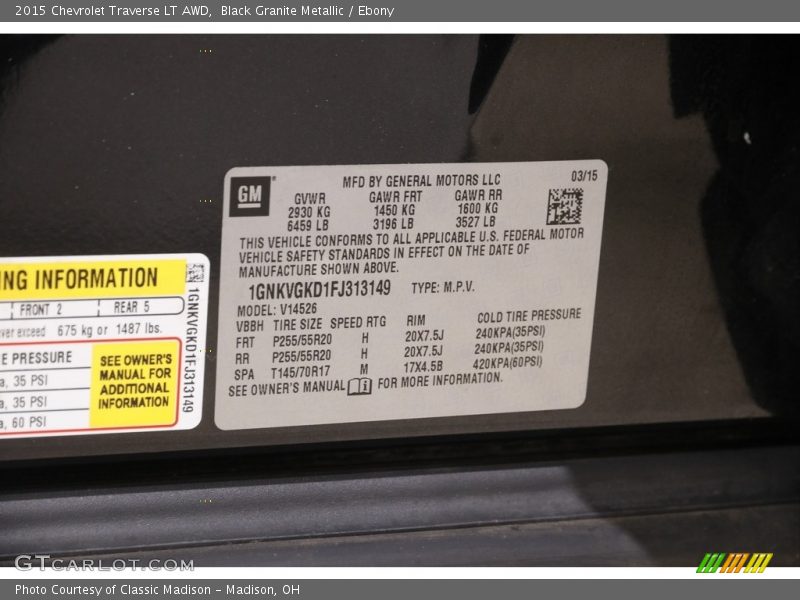 2015 Chevrolet Traverse LT AWD, Black Granite Metallic / Ebony
GM
MFD BY GENERAL MOTORS LLC
03/15
GVWR GAWR FRT GAWR RR
2930 KG 1450 KG 1600 KG
6459 LB 3196 LB 3527 LB
THIS VEHICLE CONFORMS TO ALL APPLICABLE U.S. FEDERAL MOTOR
VEHICLE SAFETY STANDARDS IN EFFECT ON THE DATE OF
MANUFACTURE SHOWN ABOVE.
1GNKVGKD1FJ313149 TYPE: M.P.V.
MODEL: V14526
VBBH TIRE SIZE SPEED RTG RIM COLD TIRE PRESSURE
FRT P255/55R20 H 20X7.5J 240KPA(35PSI)
RR P255/55R20 H 20X7.5J 240KPA(35PSI)
SPA T145/70R17 M 17X4.5B 420KPA(60PSI)
SEE OWNER'S MANUAL FOR MORE INFORMATION.
NG INFORMATION
FRONT 2 REAR 5
ver exceed 675 kg or 1487 lbs.
E PRESSURE
a, 35 PSI
a, 35 PSI
a, 60 PSI
SEE OWNER'S
MANUAL FOR
ADDITIONAL
INFORMATION
1GNKVGKD1FJ313149
GTCARLOT.COM
Photo Courtesy of Classic Madison - Madison, OH